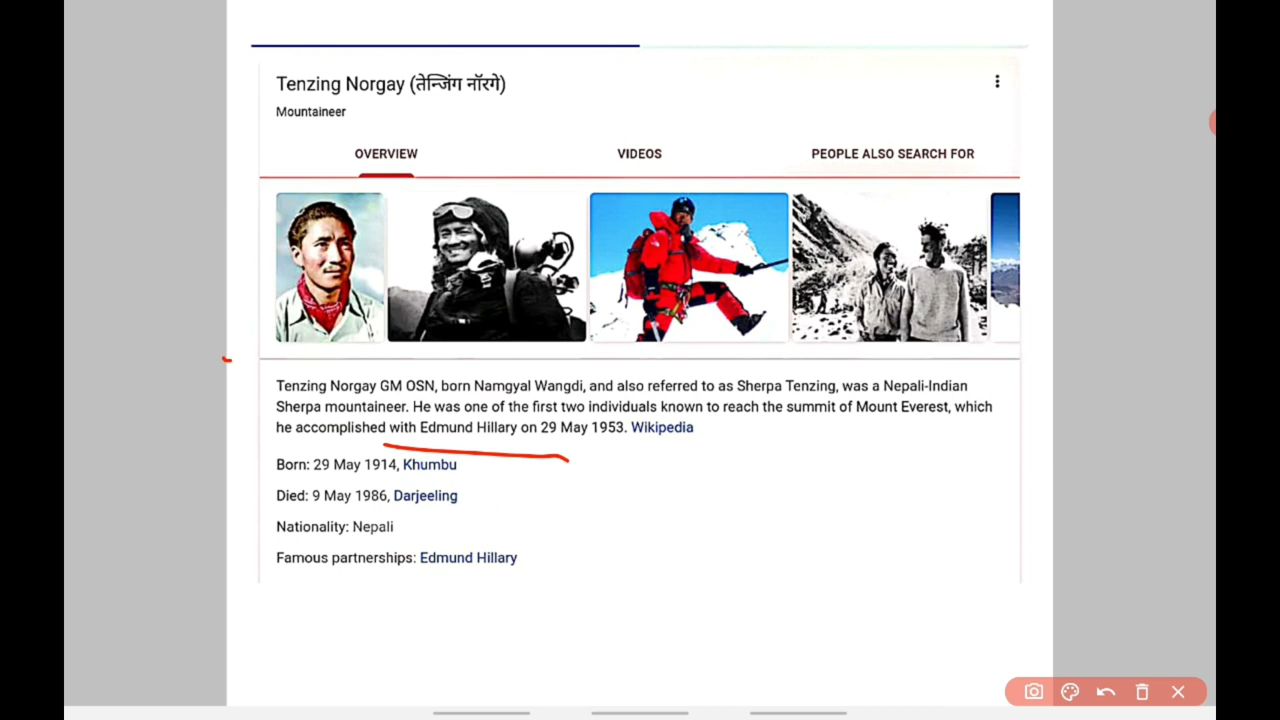 Tenzing Norgay (तेन्जिंग नॉरगे)
Mountaineer
OVERVIEW VIDEOS PEOPLE ALSO SEARCH FOR
Tenzing Norgay GM OSN, born Namgyal Wangdi, and also referred to as Sherpa Tenzing, was a Nepali-Indian
Sherpa mountaineer. He was one of the first two individuals known to reach the summit of Mount Everest, which
he accomplished with Edmund Hillary on 29 May 1953. Wikipedia
Born: 29 May 1914, Khumbu
Died: 9 May 1986, Darjeeling
Nationality: Nepali
Famous partnerships: Edmund Hillary